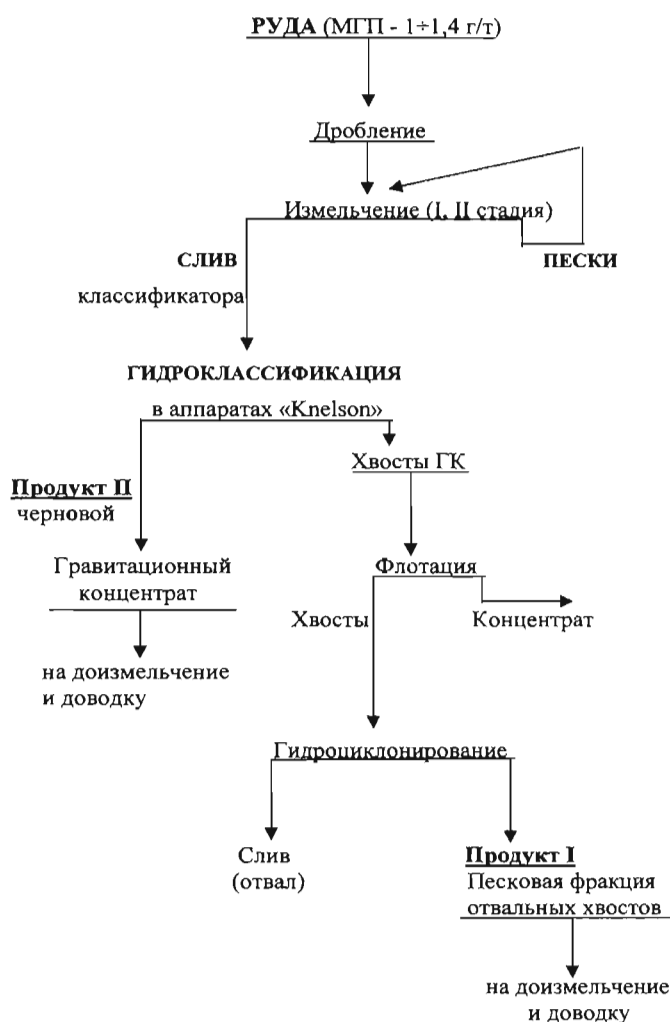 РУДА (МГП - 1÷1,4 г/т)
Дробление
Измельчение (I, II стадия)
СЛИВ
классификатора
ПЕСКИ
ГИДРОКЛАССИФИКАЦИЯ
в аппаратах «Knelson»
Хвосты ГК
Продукт II
черновой
Гравитационный
концентрат
Флотация
Хвосты
Концентрат
на доизмельчение
и доводку
Гидроциклонирование
Слив
(отвал)
Продукт I
Песковая фракция
отвальных хвостов
на доизмельчение
и доводку